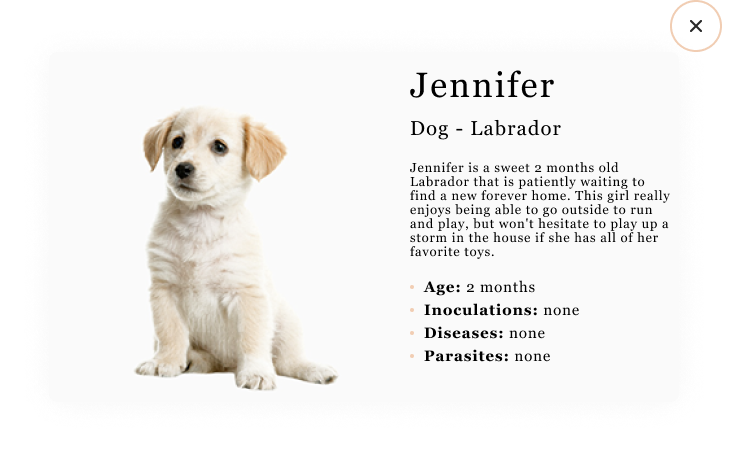 Jennifer
Dog - Labrador
Jennifer is a sweet 2 months old
Labrador that is patiently waiting to
find a new forever home. This girl really
enjoys being able to go outside to run
and play, but won't hesitate to play up a
storm in the house if she has all of her
favorite toys.
Age: 2 months
Inoculations: none
Diseases: none
Parasites: none